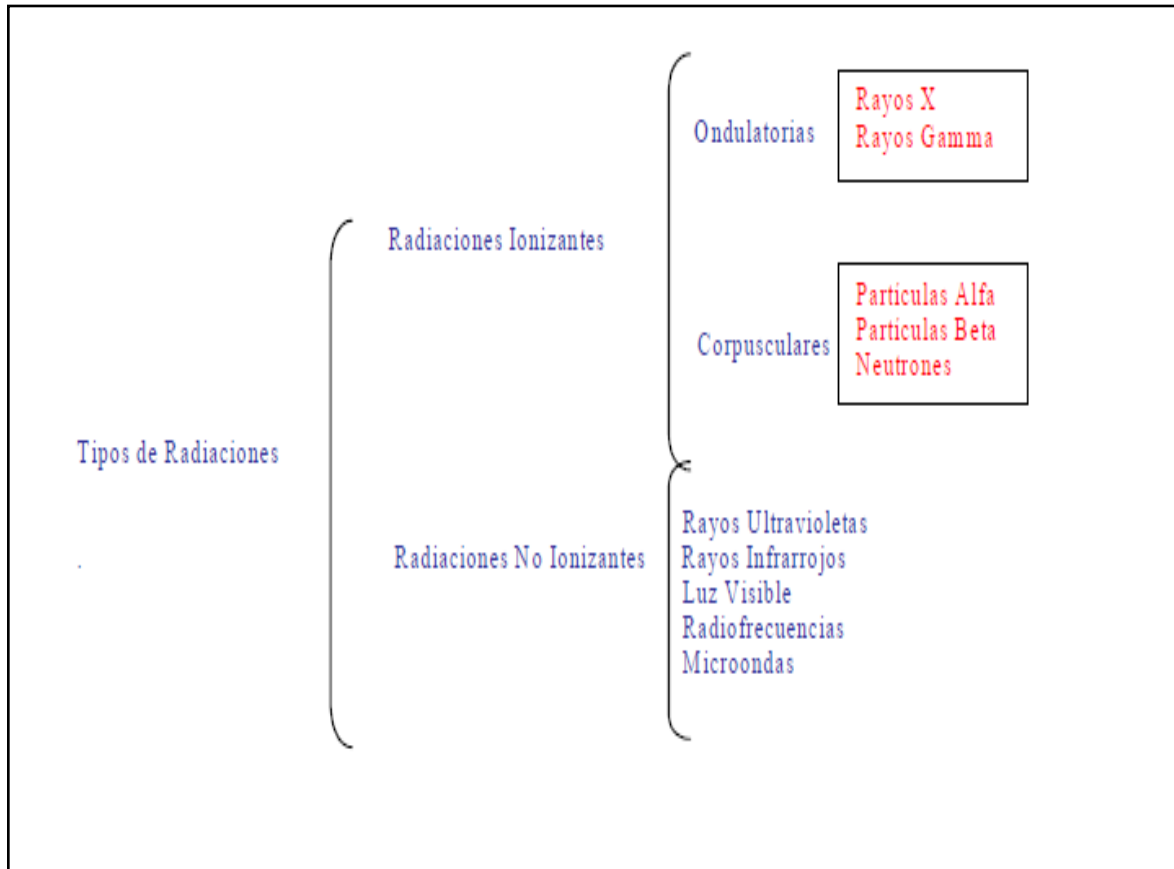 Tipos de Radiaciones
.
Radiaciones Ionizantes
Ondulatorias
Rayos X
Rayos Gamma
Corpusculares
Partículas Alfa
Partículas Beta
Neutrones
Radiaciones No Ionizantes
Rayos Ultravioletas
Rayos Infrarrojos
Luz Visible
Radiofrecuencias
Microondas